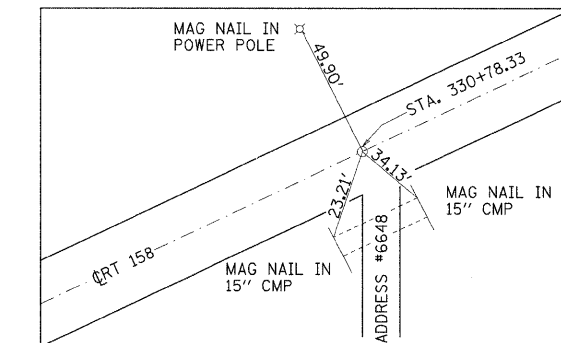 MAG NAIL IN
POWER POLE
49.90'
STA. 330+78.33
34.13'
23.21'
MAG NAIL IN
15" CMP
℄RT 158
MAG NAIL IN
15" CMP
ADDRESS #6648